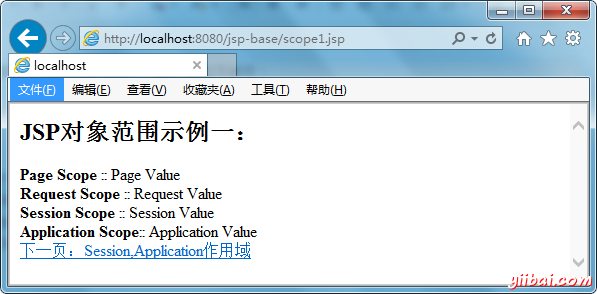 http://localhost:8080/jsp-base/scope1.jsp
localhost
文件(F) 编辑(E) 查看(V) 收藏夹(A) 工具(T) 帮助(H)
JSP对象范围示例一：
Page Scope :: Page Value
Request Scope :: Request Value
Session Scope :: Session Value
Application Scope:: Application Value
下一页：Session,Application作用域
yiibai.com